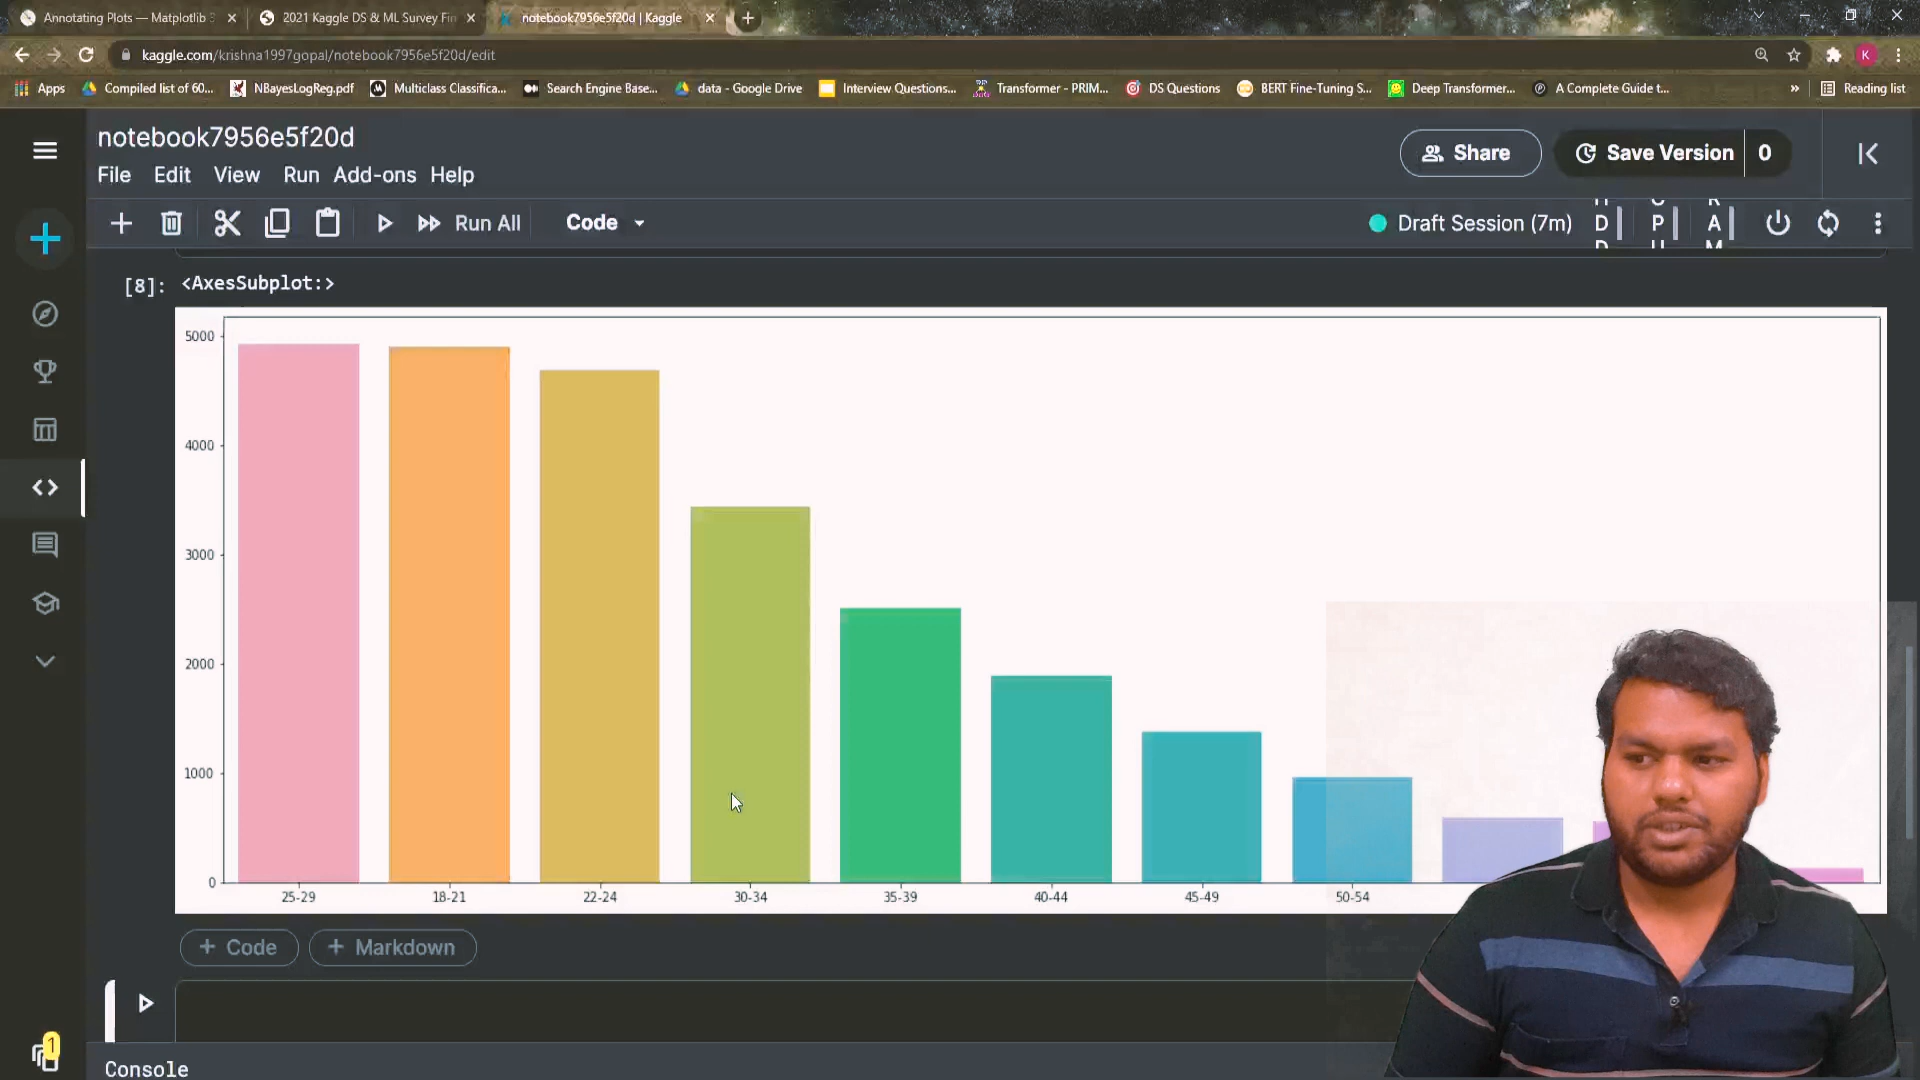 Annotating Plots — Matplotlib 3
2021 Kaggle DS & ML Survey Fin
notebook7956e5f20d | Kaggle
kaggle.com/krishna1997gopal/notebook7956e5f20d/edit
K
Apps
Compiled list of 60...
NBayesLogReg.pdf
Multiclass Classifica...
Search Engine Base...
data - Google Drive
Interview Questions...
Transformer - PRIM...
DS Questions
BERT Fine-Tuning S...
Deep Transformer...
A Complete Guide t...
»
Reading list
notebook7956e5f20d
File Edit View Run Add-ons Help
Share
Save Version 0
Run All
Code
Draft Session (7m)
[8]: <AxesSubplot:>
5000
4000
3000
2000
1000
0
25-29 18-21 22-24 30-34 35-39 40-44 45-49 50-54
+ Code
+ Markdown
1
Console